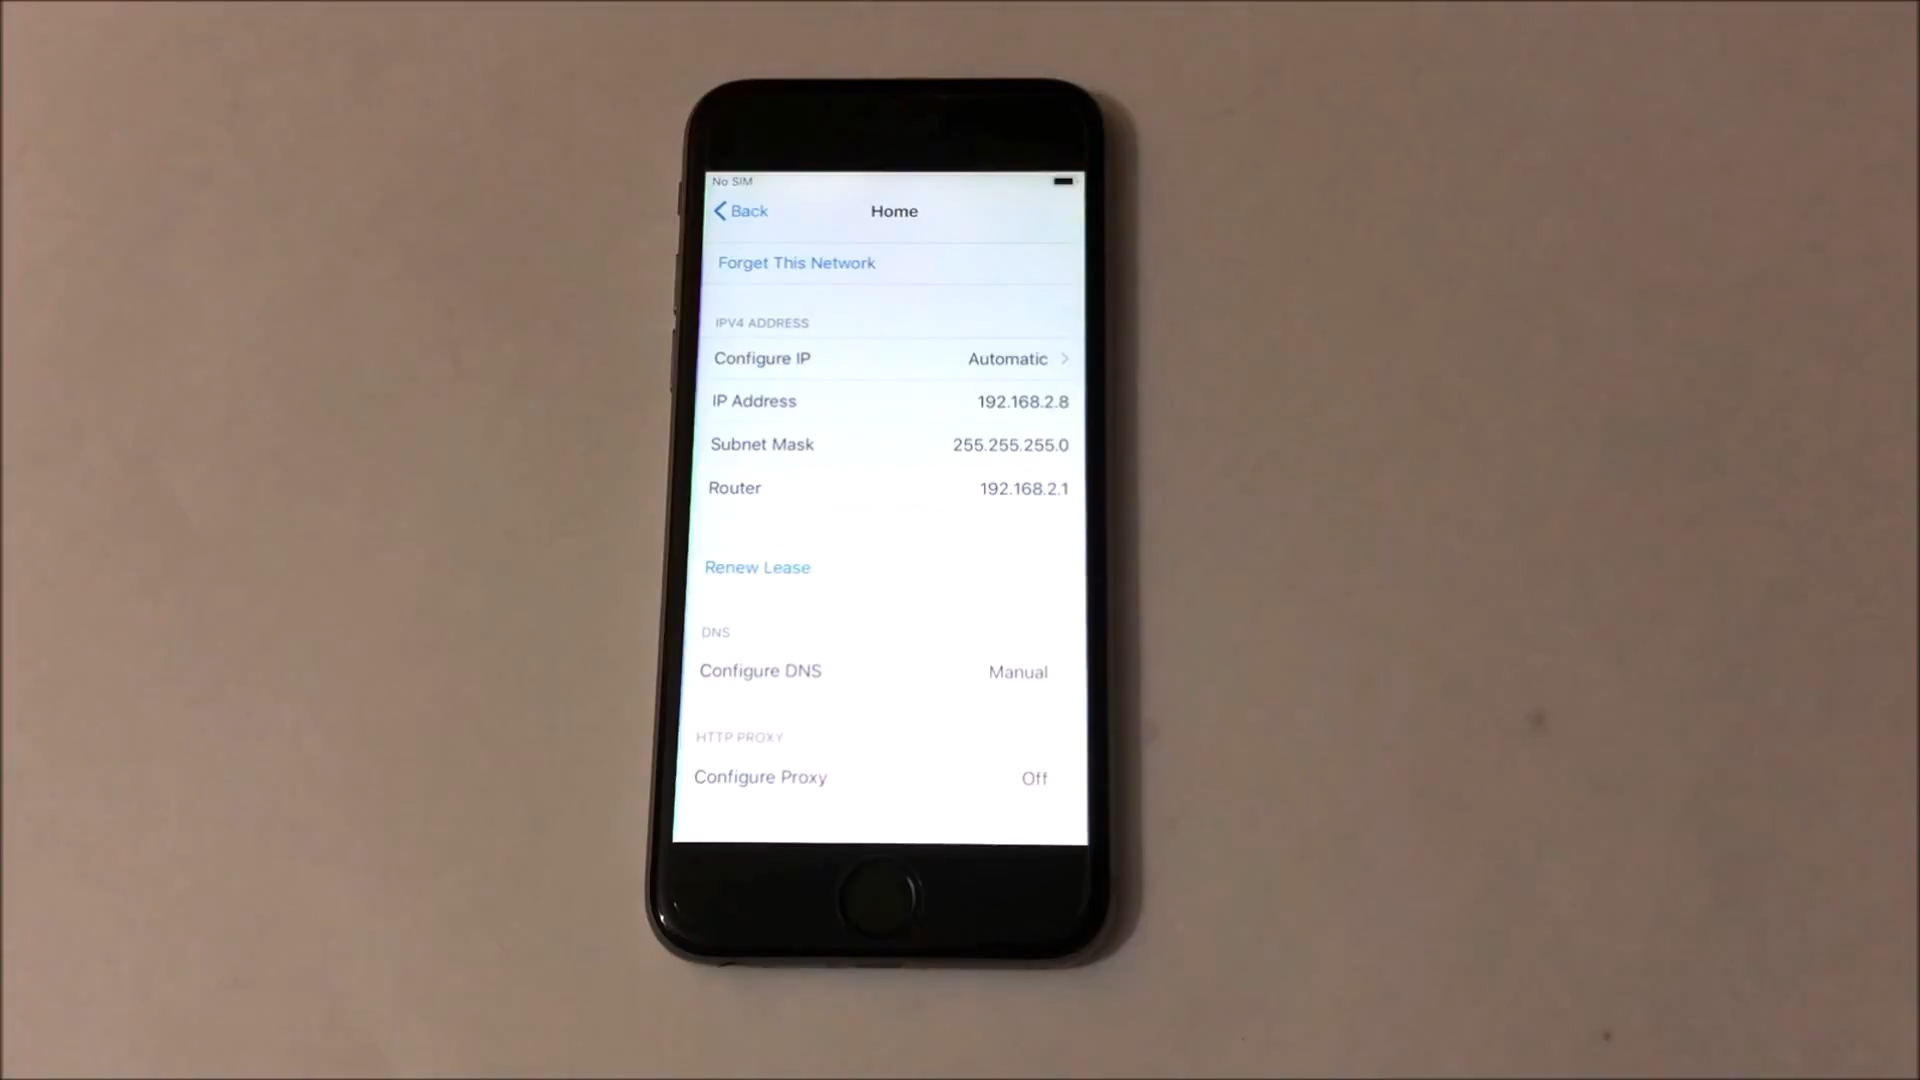 No SIM
Back Home
Forget This Network
IPV4 ADDRESS
Configure IP Automatic
IP Address 192.168.2.8
Subnet Mask 255.255.255.0
Router 192.168.2.1
Renew Lease
DNS
Configure DNS Manual
HTTP PROXY
Configure Proxy Off